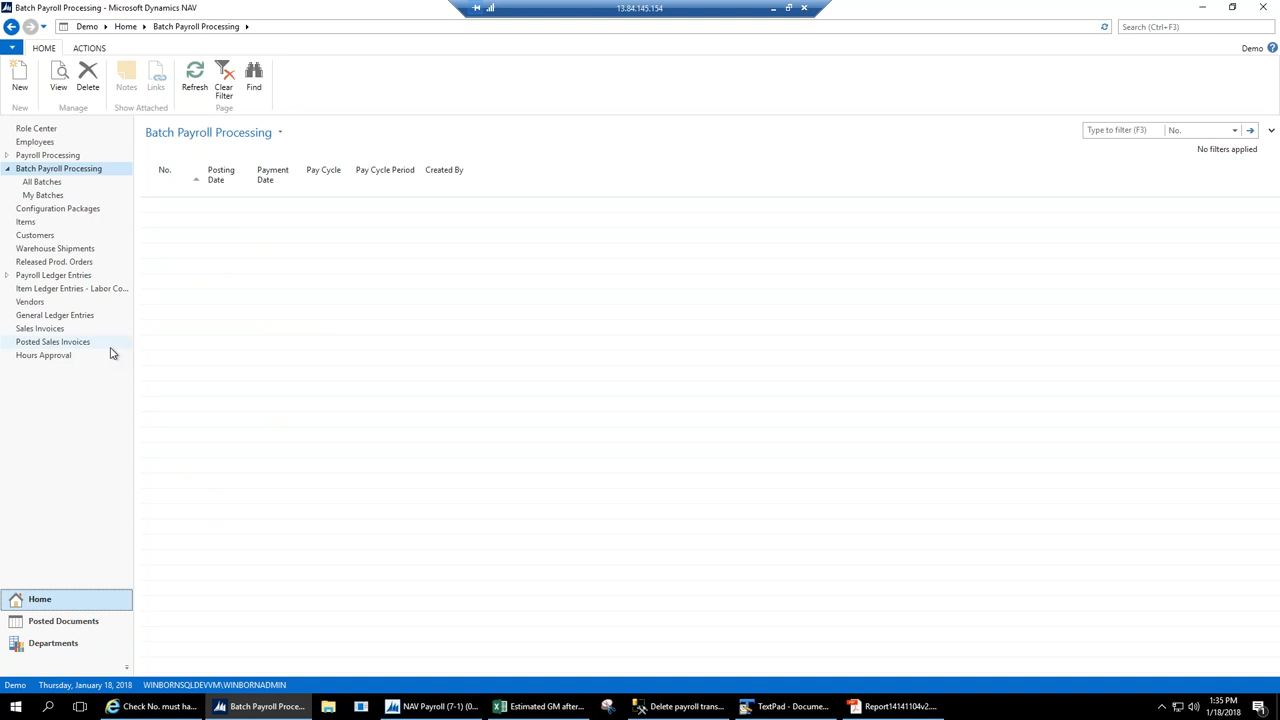 Batch Payroll Processing - Microsoft Dynamics NAV
13.84.145.154
Demo Home Batch Payroll Processing
Search (Ctrl+F3)
HOME ACTIONS
Demo
New View Delete Notes Links Refresh Clear Filter Find
New Manage Show Attached Page
Role Center
Employees
Payroll Processing
Batch Payroll Processing
All Batches
My Batches
Configuration Packages
Items
Customers
Warehouse Shipments
Released Prod. Orders
Payroll Ledger Entries
Item Ledger Entries - Labor Co...
Vendors
General Ledger Entries
Sales Invoices
Posted Sales Invoices
Hours Approval
Batch Payroll Processing
Type to filter (F3) No.
No filters applied
No. Posting Date Payment Date Pay Cycle Pay Cycle Period Created By
Home
Posted Documents
Departments
Demo Thursday, January 18, 2018 WINBORNSQLDEVVM\WINBORNADMIN
Check No. must ha... Batch Payroll Proce... NAV Payroll (7-1) (0... Estimated GM after... Delete payroll trans... TextPad - Docume... Report14141104v2....
1:35 PM
1/18/2018